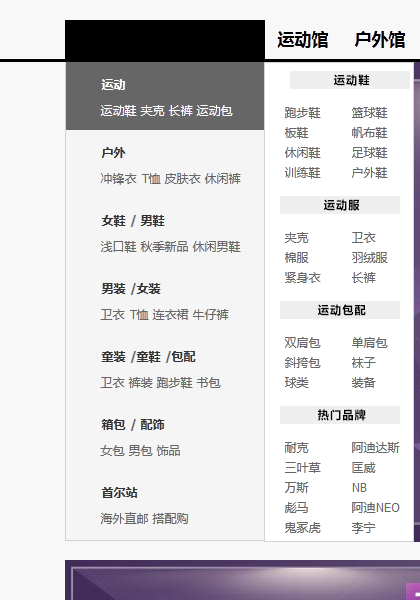 运动馆 户外馆
运动
运动鞋 夹克 长裤 运动包
户外
冲锋衣 T恤 皮肤衣 休闲裤
女鞋 / 男鞋
浅口鞋 秋季新品 休闲男鞋
男装 /女装
卫衣 T恤 连衣裙 牛仔裤
童装 /童鞋 /包配
卫衣 裤装 跑步鞋 书包
箱包 / 配饰
女包 男包 饰品
首尔站
海外直邮 搭配购
运动鞋
跑步鞋 篮球鞋
板鞋 帆布鞋
休闲鞋 足球鞋
训练鞋 户外鞋
运动服
夹克 卫衣
棉服 羽绒服
紧身衣 长裤
运动包配
双肩包 单肩包
斜挎包 袜子
球类 装备
热门品牌
耐克 阿迪达斯
三叶草 匡威
万斯 NB
彪马 阿迪NEO
鬼冢虎 李宁